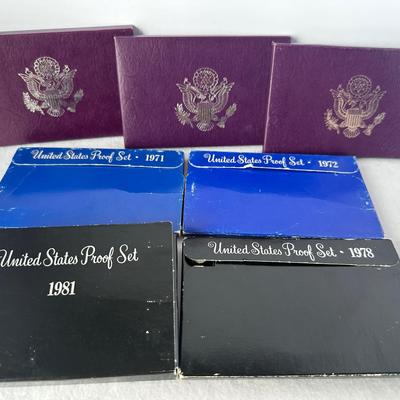 United States Proof Set • 1971
United States Proof Set • 1972
United States Proof Set
1981
United States Proof Set • 1978